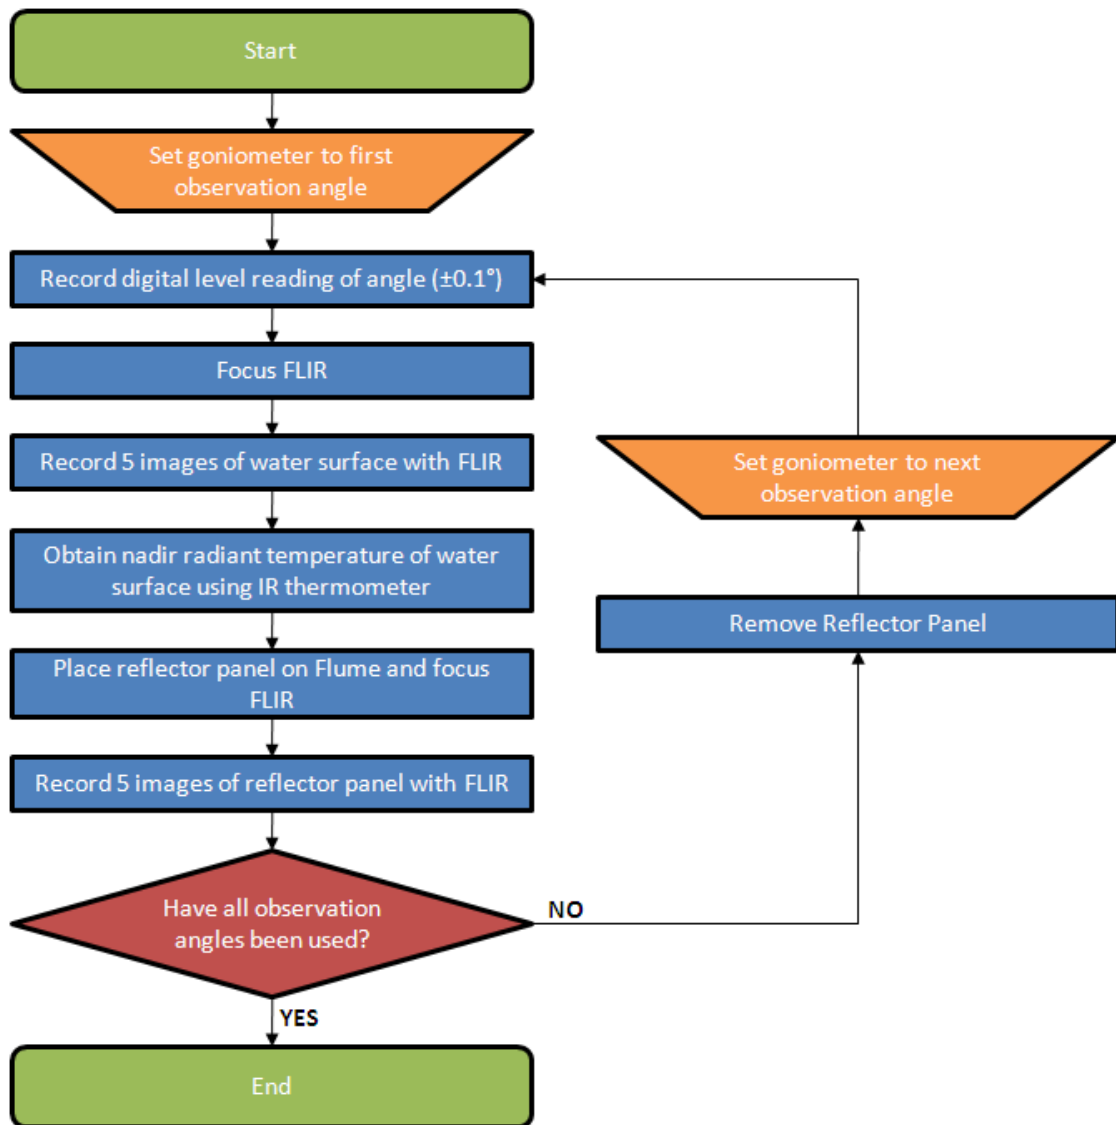 Start
Set goniometer to first
observation angle
Record digital level reading of angle (±0.1°)
Focus FLIR
Record 5 images of water surface with FLIR
Obtain nadir radiant temperature of water
surface using IR thermometer
Place reflector panel on Flume and focus
FLIR
Record 5 images of reflector panel with FLIR
Have all observation
angles been used?
NO
YES
End
Remove Reflector Panel
Set goniometer to next
observation angle